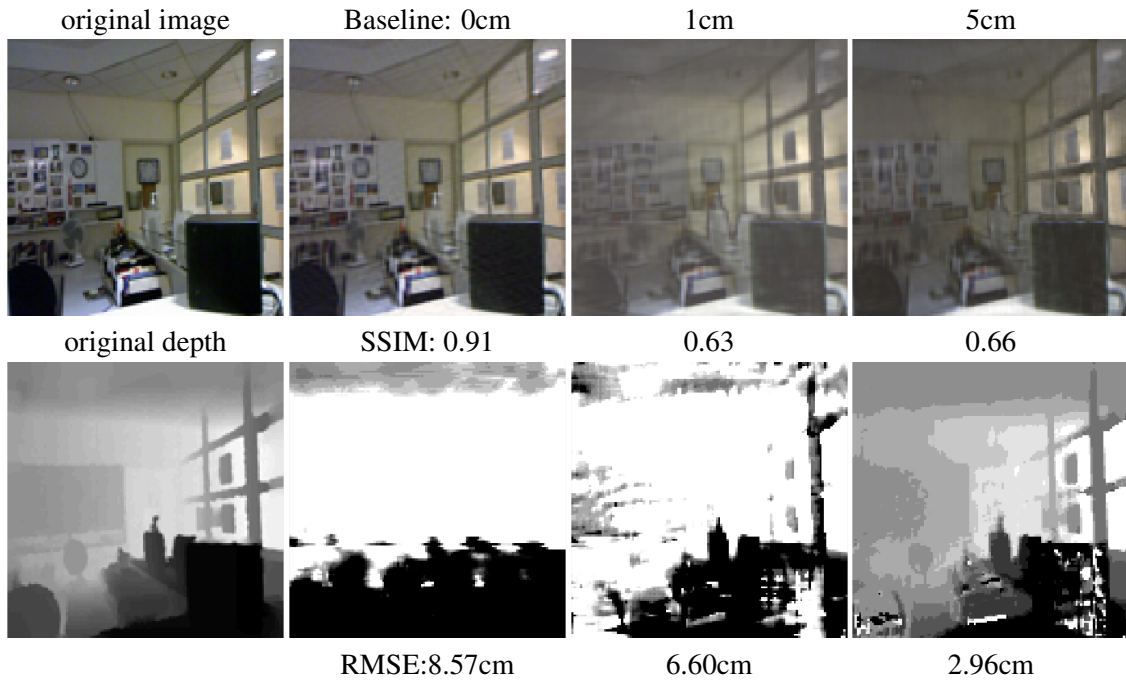 original image Baseline: 0cm 1cm 5cm
original depth SSIM: 0.91 0.63 0.66
RMSE:8.57cm 6.60cm 2.96cm